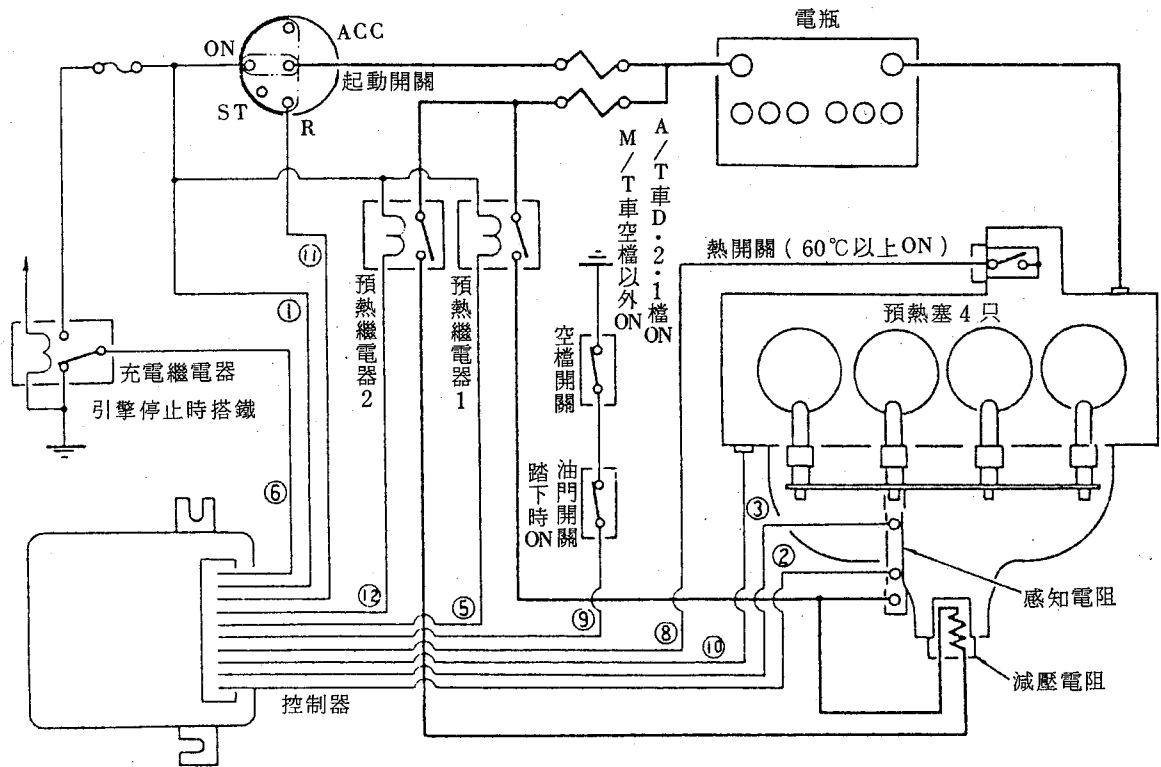 電瓶
ACC
ON
起動開關
ST
R
A/T車D·2·1檔ON
M/T車空檔以外ON
熱開關(60℃以上ON)
預熱塞4只
⑪
①
預熱繼電器2
預熱繼電器1
空檔開關
充電繼電器
引擎停止時搭鐵
油門開關
踏下時ON
⑥
③
②
⑫
⑤
⑨
⑧
⑩
感知電阻
減壓電阻
控制器